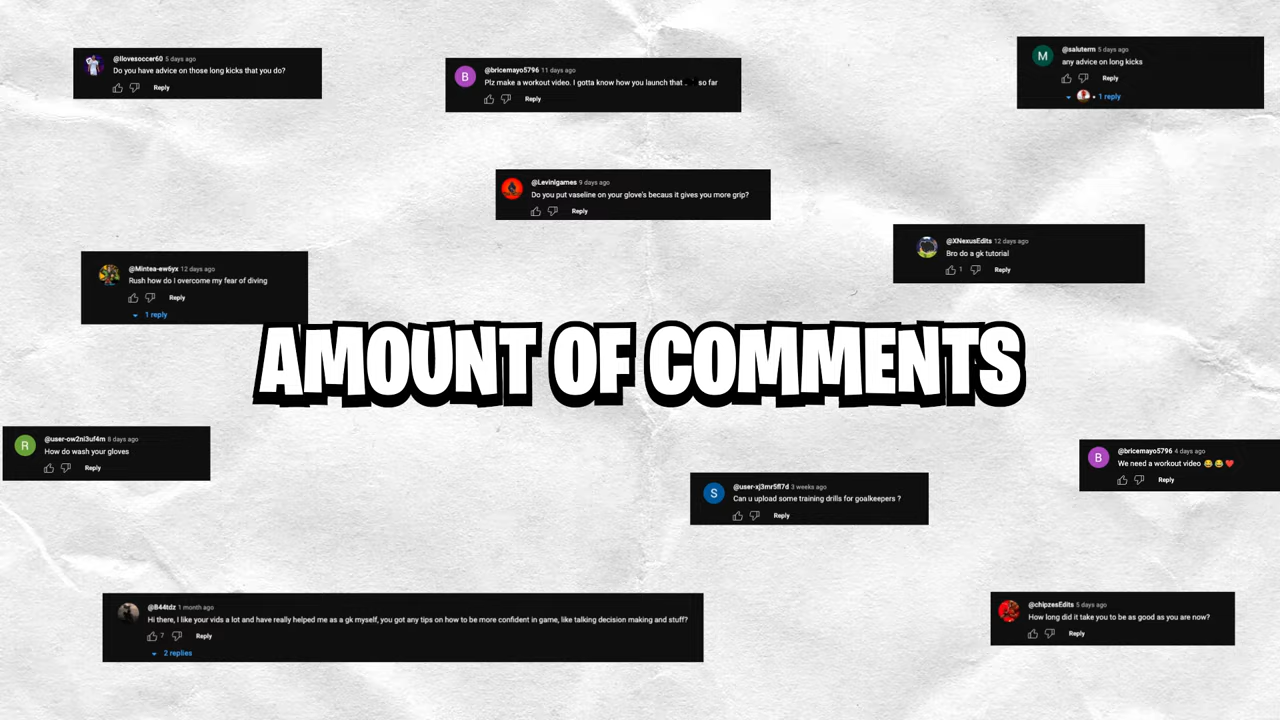 @Ilovesoccer60 5 days ago
Do you have advice on those long kicks that you do?
Reply
@bricemayo5796 11 days ago
Plz make a workout video. I gotta know how you launch that so far
Reply
@saluterm 5 days ago
any advice on long kicks
Reply
1 reply
@Levinlgames 9 days ago
Do you put vaseline on your glove's becaus it gives you more grip?
Reply
@XNexusEdits 12 days ago
Bro do a gk tutorial
1 Reply
@Mintea-ew6yx 12 days ago
Rush how do I overcome my fear of diving
Reply
1 reply
AMOUNT OF COMMENTS
R @user-ow2nl3uf4m 8 days ago
How do wash your gloves
Reply
@bricemayo5796 4 days ago
We need a workout video 😂😂❤️
Reply
@user-xj3mr5fl7d 3 weeks ago
Can u upload some training drills for goalkeepers ?
Reply
@B44tdz 1 month ago
Hi there, I like your vids a lot and have really helped me as a gk myself, you got any tips on how to be more confident in game, like talking decision making and stuff?
7 Reply
2 replies
@chipzesEdits 5 days ago
How long did it take you to be as good as you are now?
Reply